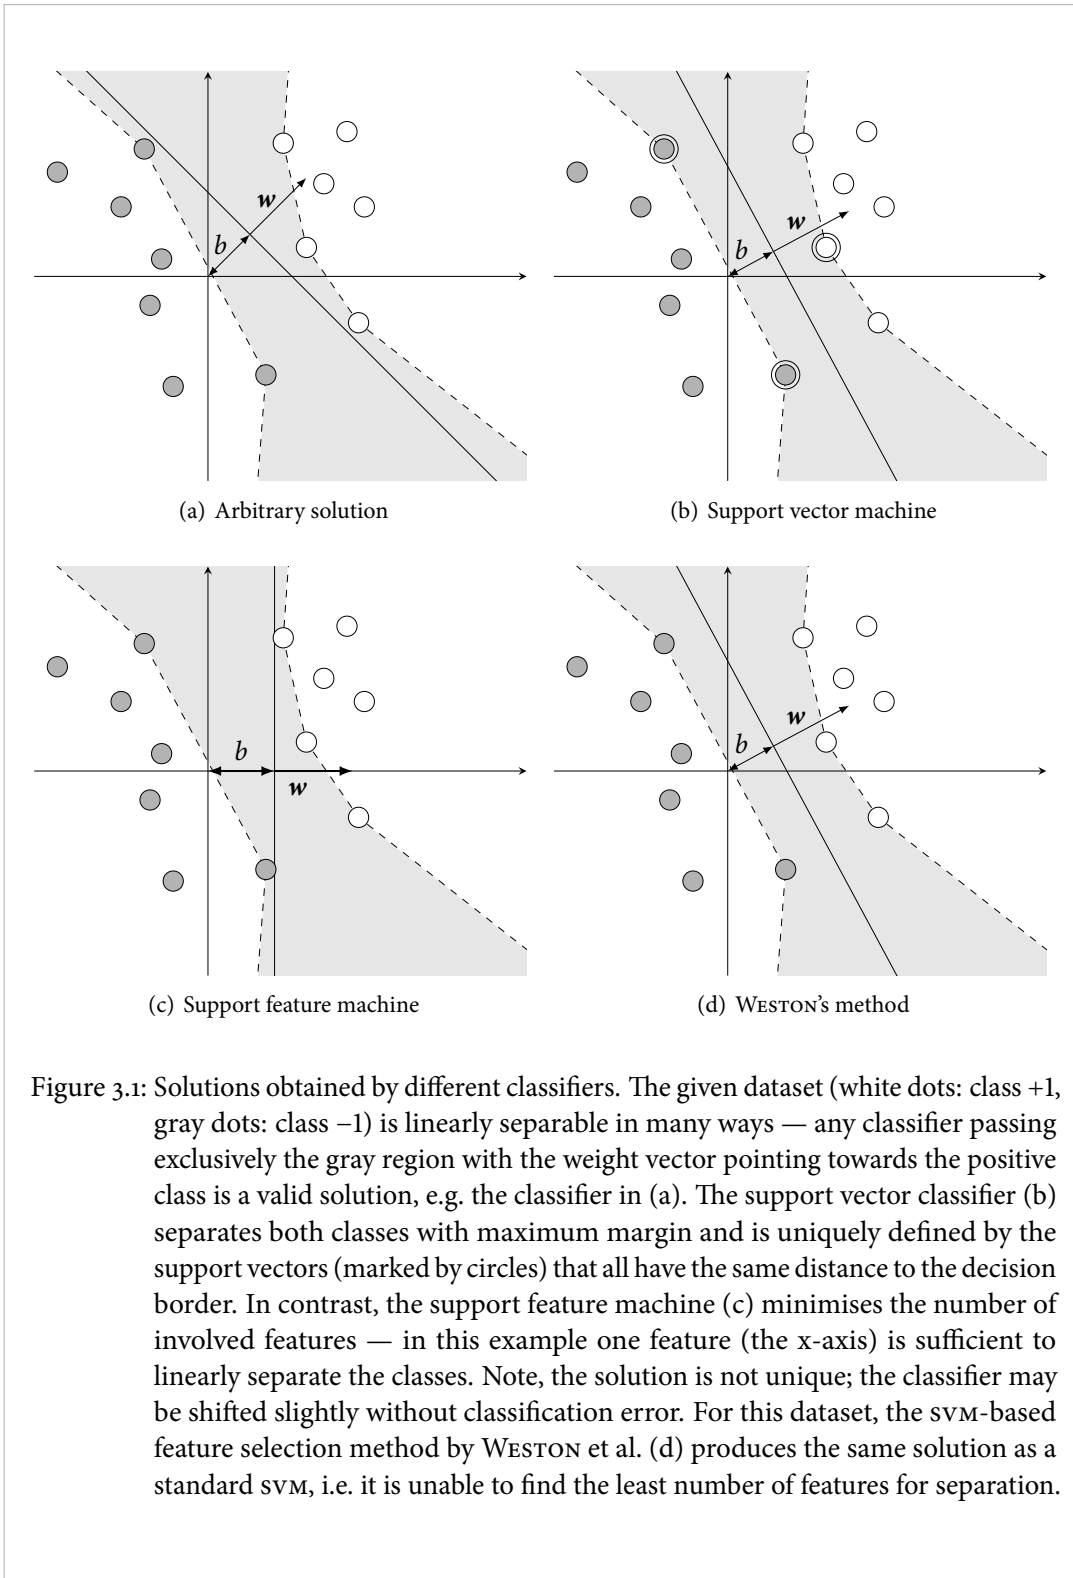 w
b
(a) Arbitrary solution
w
b
(b) Support vector machine
b
w
(c) Support feature machine
w
b
(d) WESTON's method
Figure 3.1: Solutions obtained by different classifiers. The given dataset (white dots: class +1,
gray dots: class −1) is linearly separable in many ways — any classifier passing
exclusively the gray region with the weight vector pointing towards the positive
class is a valid solution, e.g. the classifier in (a). The support vector classifier (b)
separates both classes with maximum margin and is uniquely defined by the
support vectors (marked by circles) that all have the same distance to the decision
border. In contrast, the support feature machine (c) minimises the number of
involved features — in this example one feature (the x-axis) is sufficient to
linearly separate the classes. Note, the solution is not unique; the classifier may
be shifted slightly without classification error. For this dataset, the SVM-based
feature selection method by WESTON et al. (d) produces the same solution as a
standard SVM, i.e. it is unable to find the least number of features for separation.